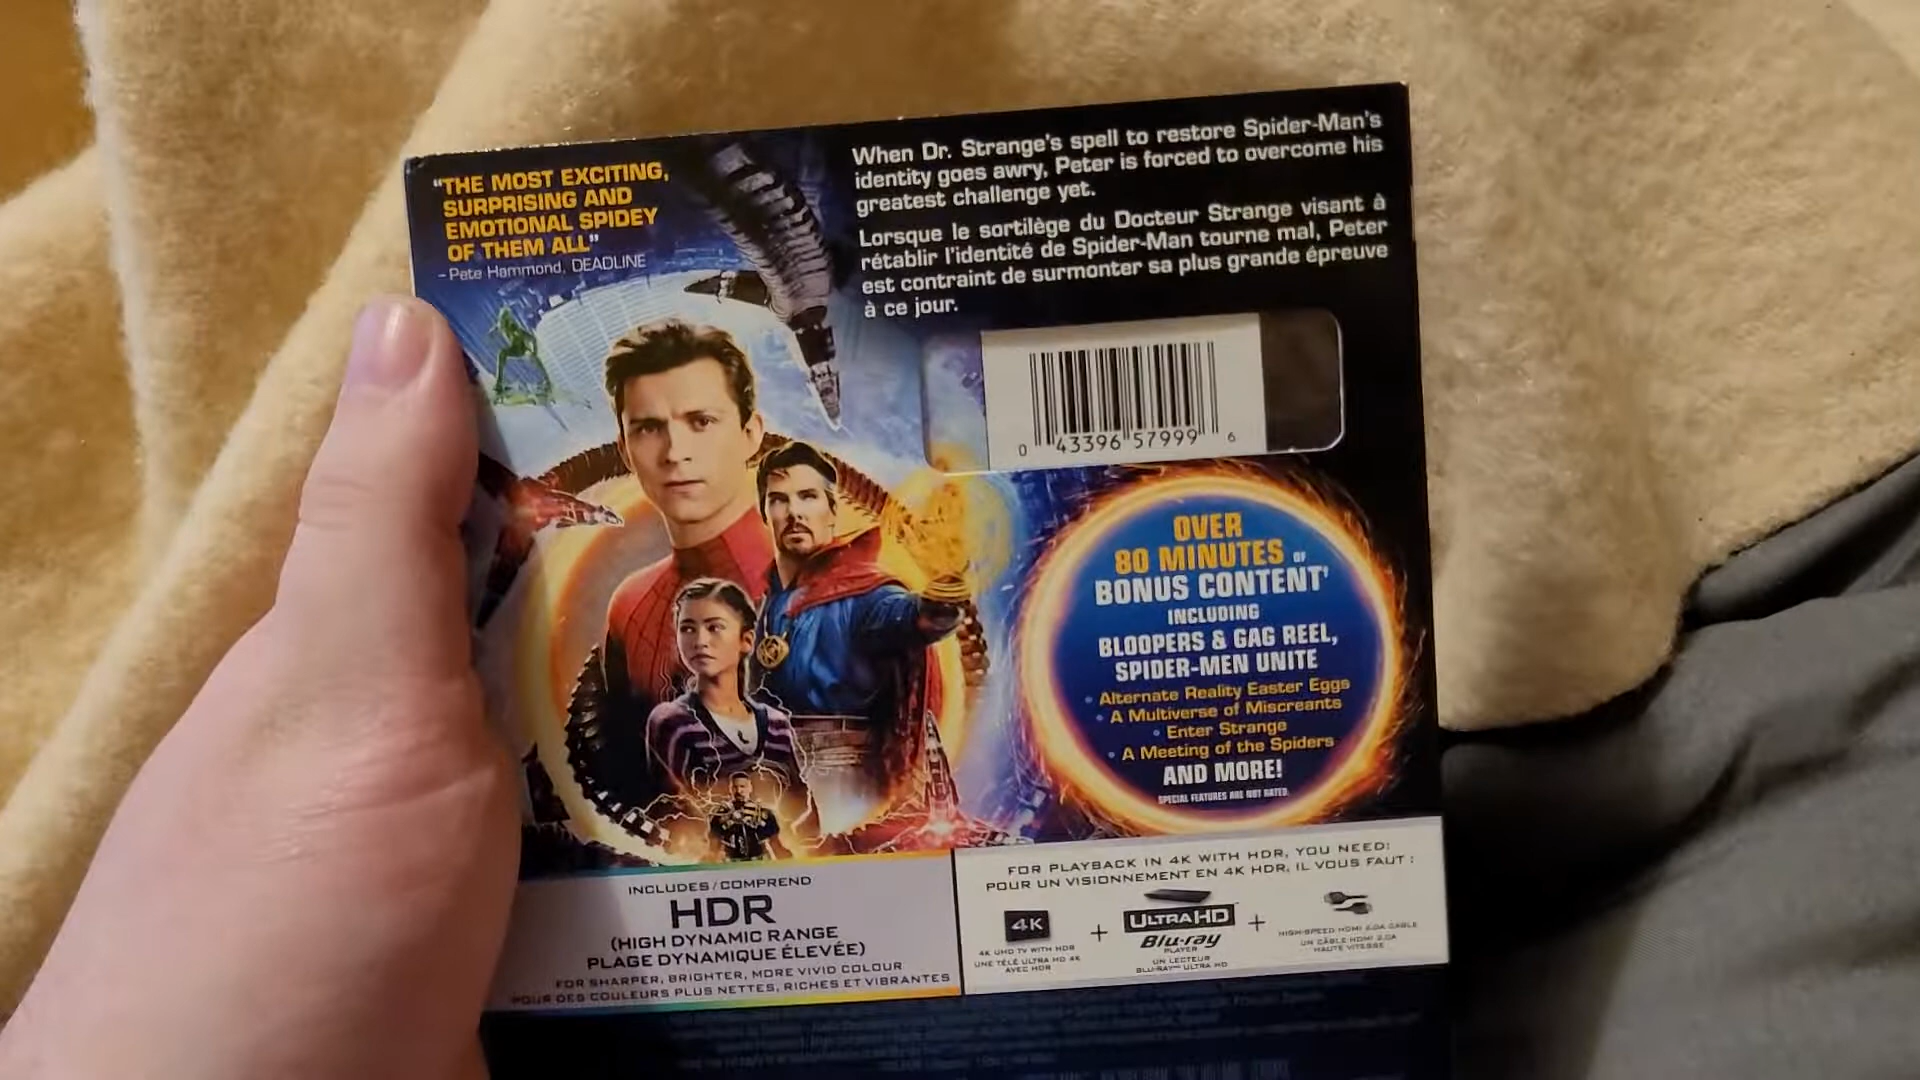 "THE MOST EXCITING,
SURPRISING AND
EMOTIONAL SPIDEY
OF THEM ALL"
- Pete Hammond, DEADLINE
When Dr. Strange's spell to restore Spider-Man's
identity goes awry, Peter is forced to overcome his
greatest challenge yet.
Lorsque le sortilège du Docteur Strange visant à
rétablir l'identité de Spider-Man tourne mal, Peter
est contraint de surmonter sa plus grande épreuve
à ce jour.
0 43396 57999 6
OVER
80 MINUTES OF
BONUS CONTENT†
INCLUDING
BLOOPERS & GAG REEL,
SPIDER-MEN UNITE
• Alternate Reality Easter Eggs
• A Multiverse of Miscreants
• Enter Strange
• A Meeting of the Spiders
AND MORE!
SPECIAL FEATURES ARE NOT RATED.
INCLUDES/COMPREND
HDR
(HIGH DYNAMIC RANGE
PLAGE DYNAMIQUE ÉLEVÉE)
FOR SHARPER, BRIGHTER, MORE VIVID COLOUR
POUR DES COULEURS PLUS NETTES, RICHES ET VIBRANTES
FOR PLAYBACK IN 4K WITH HDR, YOU NEED:
POUR UN VISIONNEMENT EN 4K HDR, IL VOUS FAUT :
4K
4K UHD TV WITH HDR
UNE TÉLÉ ULTRA HD 4K
AVEC HDR
+
ULTRA HD
Blu-ray
PLAYER
UN LECTEUR
BLU-RAY™ ULTRA HD
+
HIGH-SPEED HDMI 2.0A CABLE
UN CÂBLE HDMI 2.0A
HAUTE VITESSE